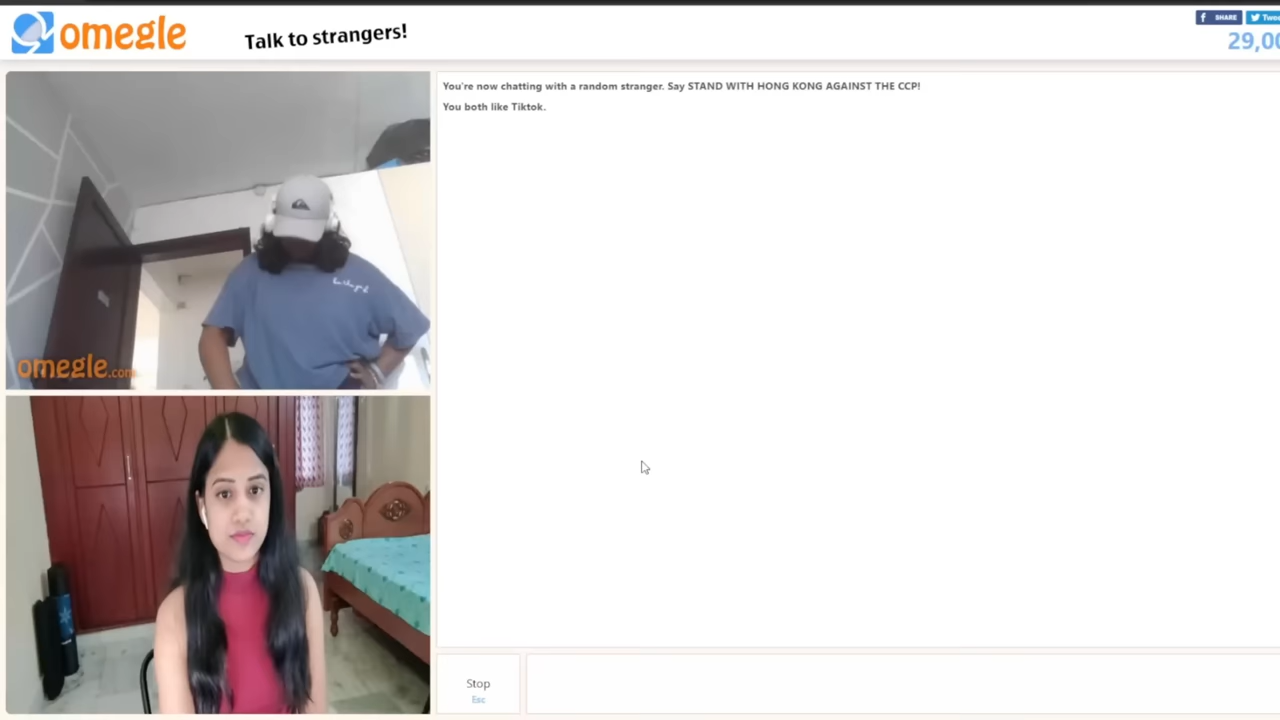 omegle
Talk to strangers!
SHARE
Twee
29,00
You're now chatting with a random stranger. Say STAND WITH HONG KONG AGAINST THE CCP!
You both like Tiktok.
omegle.com
Stop
Esc